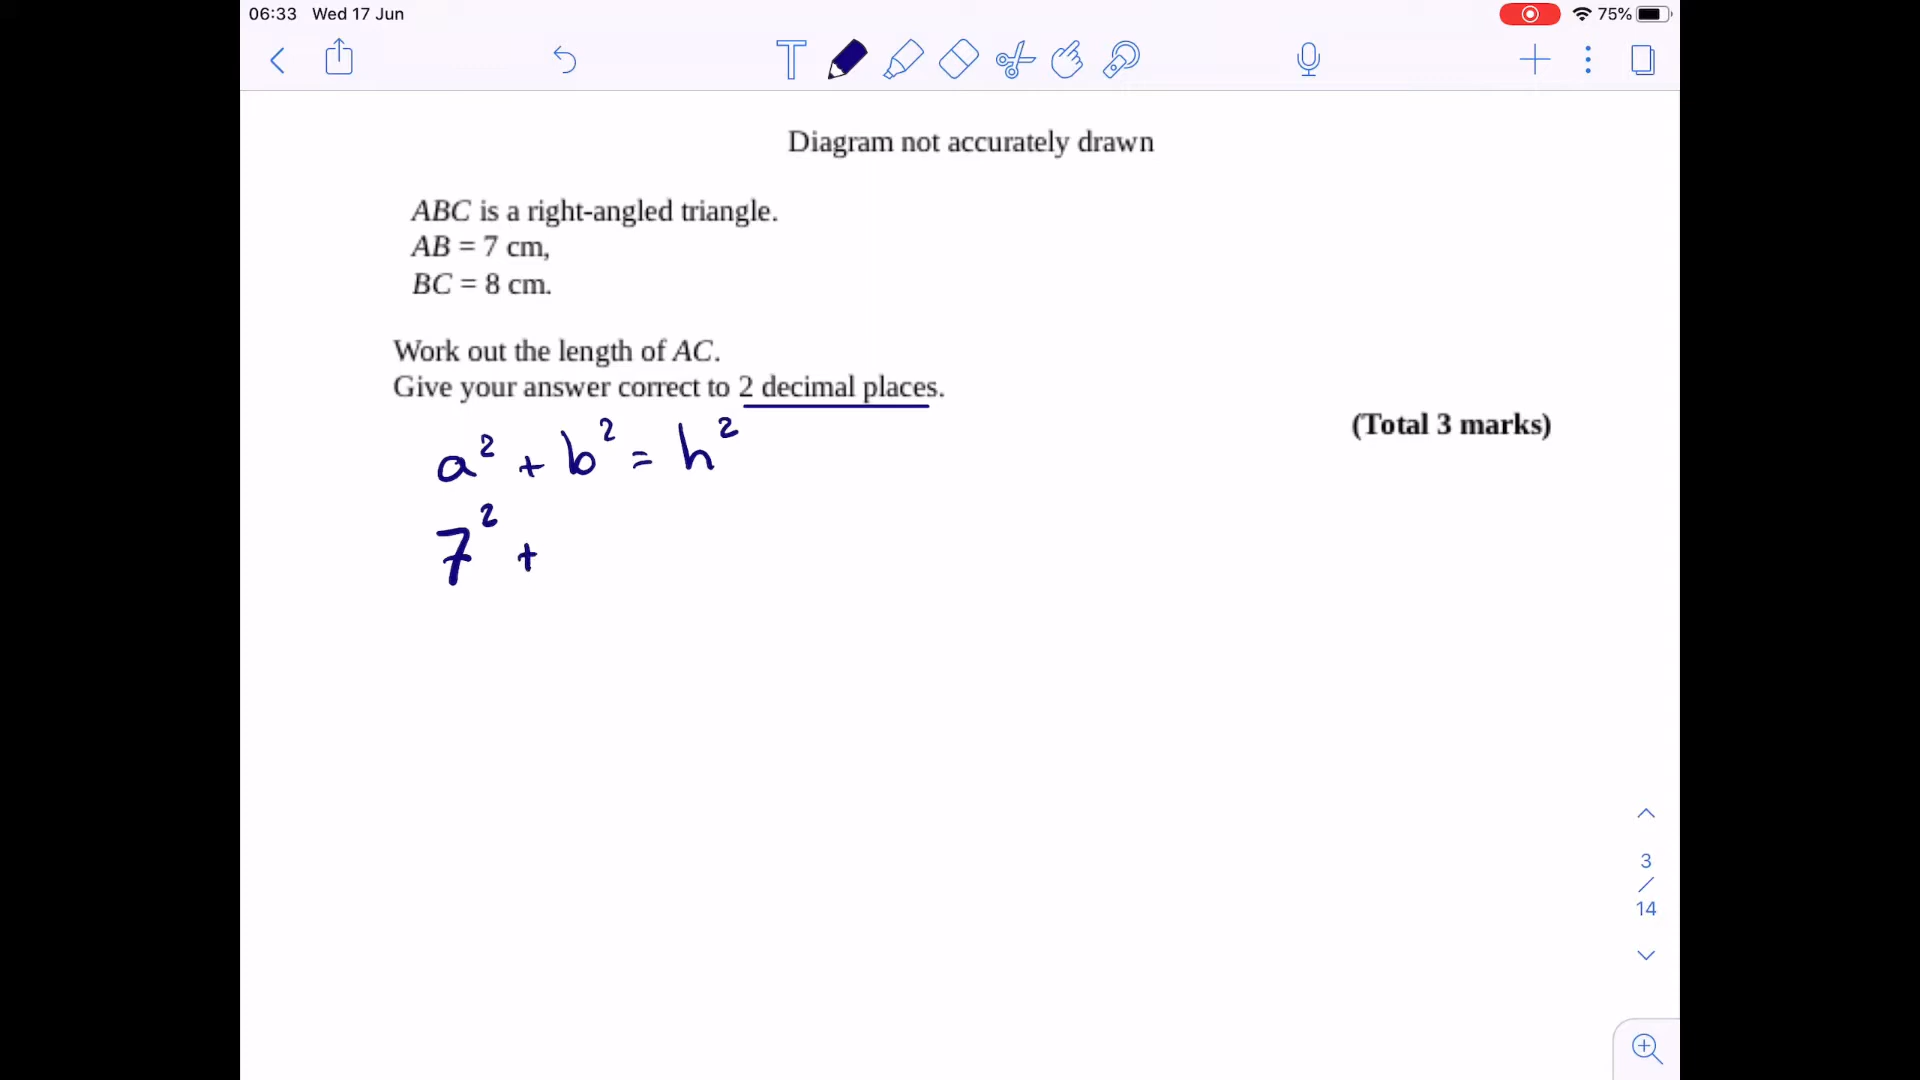 06:33 Wed 17 Jun 75%
T
Diagram not accurately drawn
ABC is a right-angled triangle.
AB = 7 cm,
BC = 8 cm.
Work out the length of AC.
Give your answer correct to 2 decimal places.
(Total 3 marks)
a² + b² = h²
7² +
3
/
14